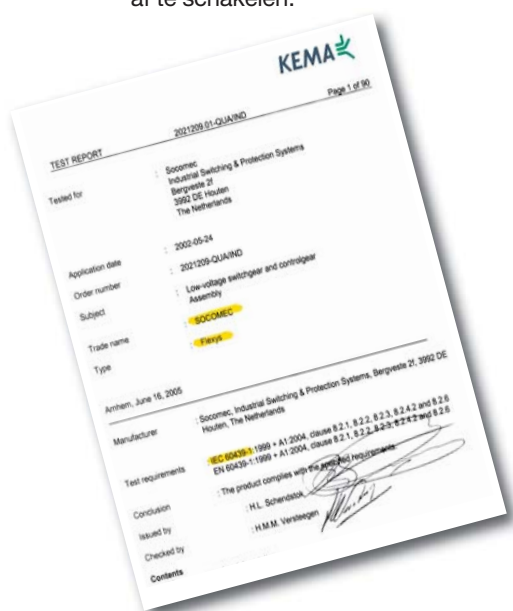 af te schakelen.
KEMA
TEST REPORT 2021209.01-QUA/IND Page 1 of 90
Tested for : Socomec
Industrial Switching & Protection Systems
Bergveste 2f
3992 DE Houten
The Netherlands
Application date : 2002-05-24
Order number : 2021209-QUA/IND
Subject : Low-voltage switchgear and controlgear
Assembly
Trade name : SOCOMEC
Type : Flexys
Arnhem, June 16, 2005
Manufacturer : Socomec, Industrial Switching & Protection Systems, Bergveste 2f, 3992 DE
Houten, The Netherlands
Test requirements : IEC 60439-1:1999 + A1:2004, clause 8.2.1, 8.2.2, 8.2.3, 8.2.4.2 and 8.2.6
EN 60439-1:1999 + A1:2004, clause 8.2.1, 8.2.2, 8.2.3, 8.2.4.2 and 8.2.6
Conclusion : The product complies with the specified requirements.
Issued by : H.L. Schendstok
Checked by : H.M.M. Versteegen
Contents